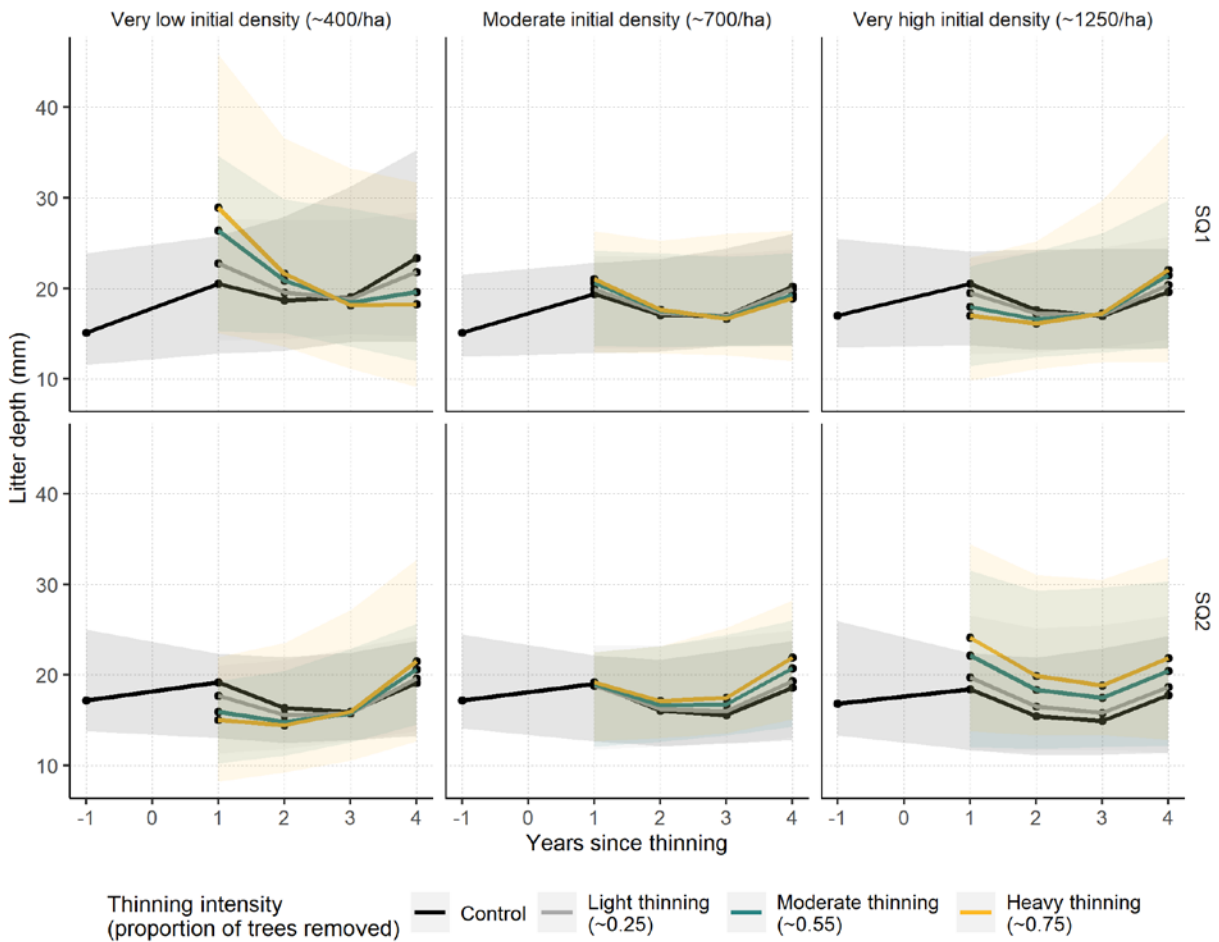 Very low initial density (~400/ha)
Moderate initial density (~700/ha)
Very high initial density (~1250/ha)
40
30
20
10
SQ1
Litter depth (mm)
40
30
20
10
SQ2
-1 0 1 2 3 4
-1 0 1 2 3 4
-1 0 1 2 3 4
Years since thinning
Thinning intensity
(proportion of trees removed)
Control
Light thinning
(~0.25)
Moderate thinning
(~0.55)
Heavy thinning
(~0.75)